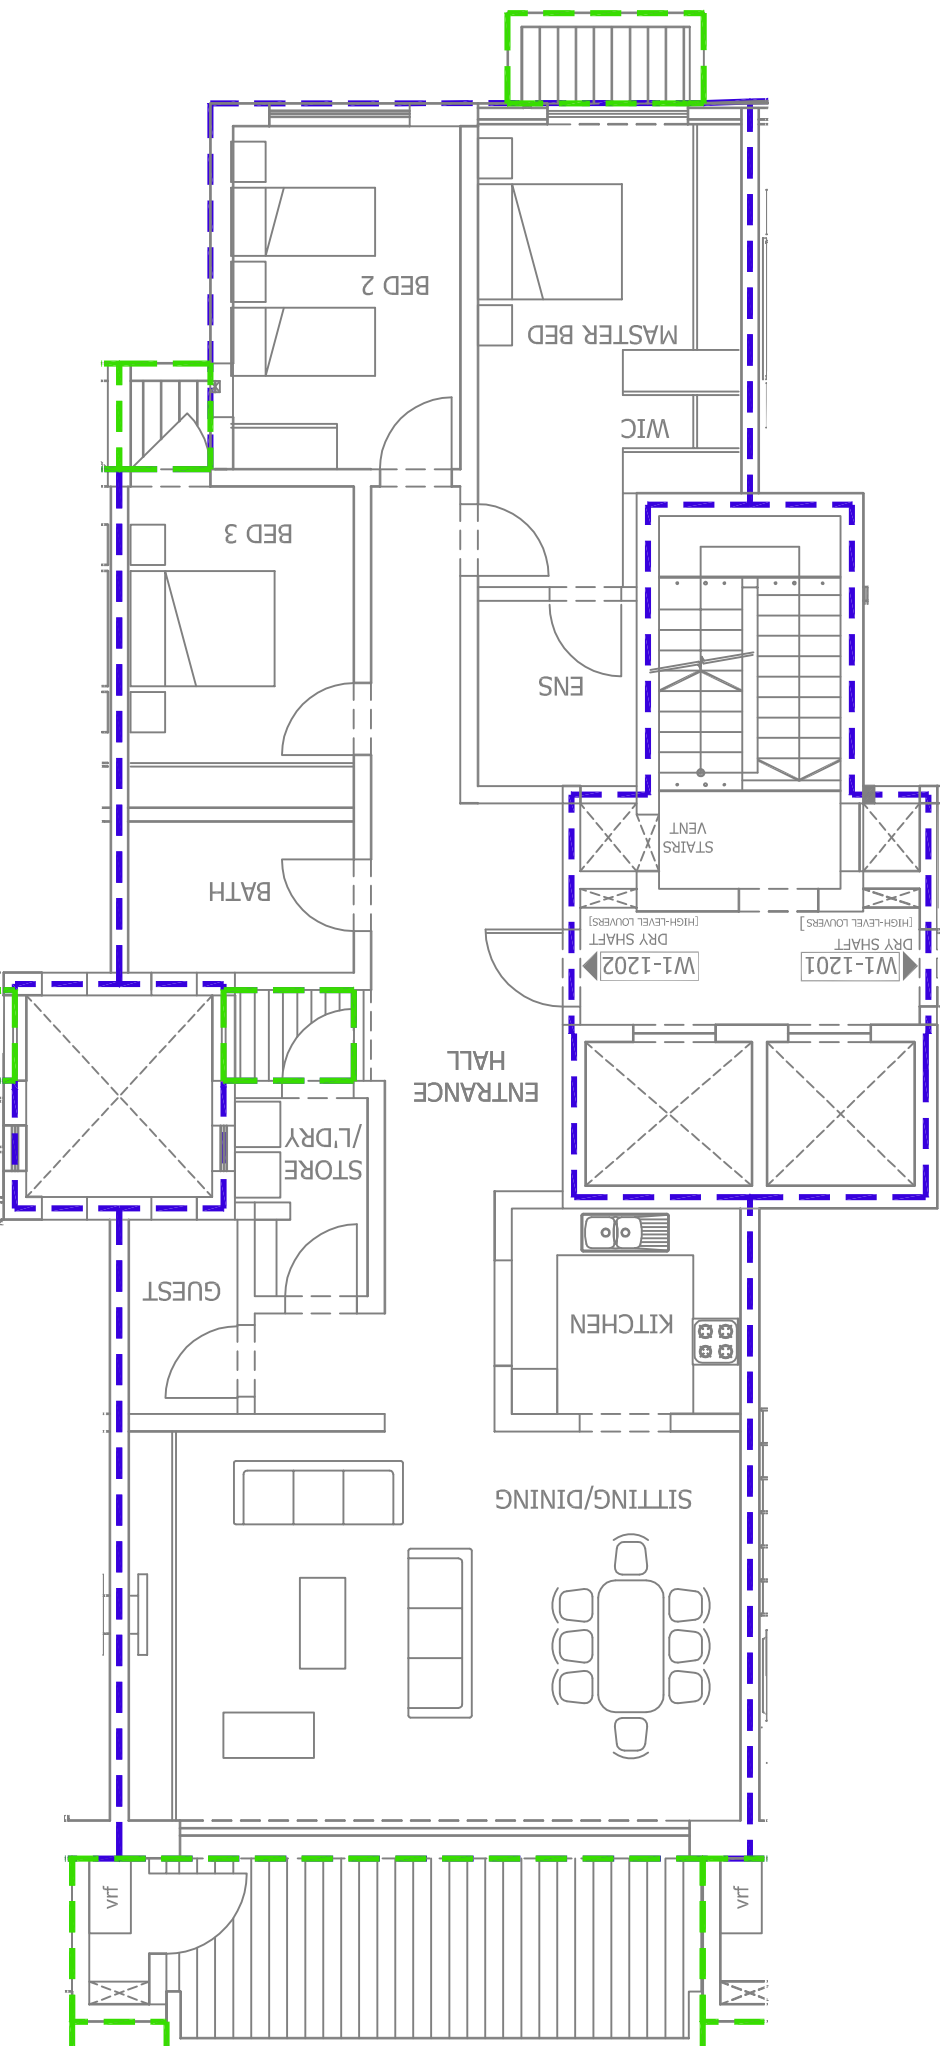 BED 2
MASTER BED
WIC
BED 3
ENS
STAIRS
VENT
BATH
[HIGH-LEVEL LOUVERS]
DRY SHAFT
W1-1202
[HIGH-LEVEL LOUVERS]
DRY SHAFT
W1-1201
ENTRANCE
HALL
STORE
/L'DRY
GUEST
KITCHEN
SITTING/DINING
vrf
vrf